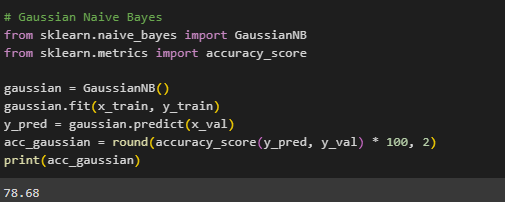 # Gaussian Naive Bayes
from sklearn.naive_bayes import GaussianNB
from sklearn.metrics import accuracy_score

gaussian = GaussianNB()
gaussian.fit(x_train, y_train)
y_pred = gaussian.predict(x_val)
acc_gaussian = round(accuracy_score(y_pred, y_val) * 100, 2)
print(acc_gaussian)
78.68